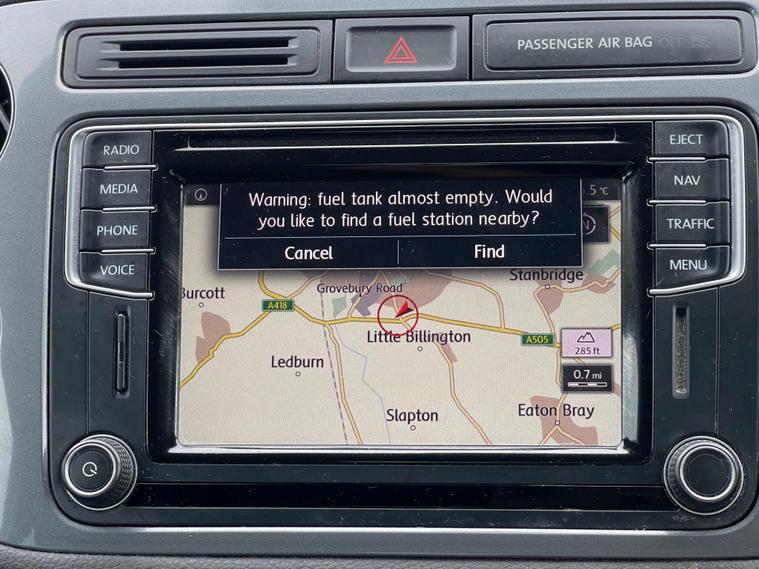 PASSENGER AIR BAG OFF
RADIO
MEDIA
PHONE
VOICE
EJECT
NAV
TRAFFIC
MENU
.5 °C
Warning: fuel tank almost empty. Would
you like to find a fuel station nearby?
Cancel
Find
N
Stanbridge
Grovebury Road
Burcott
A418
Little Billington
A505
285 ft
Ledburn
0.7 mi
Slapton
Eaton Bray